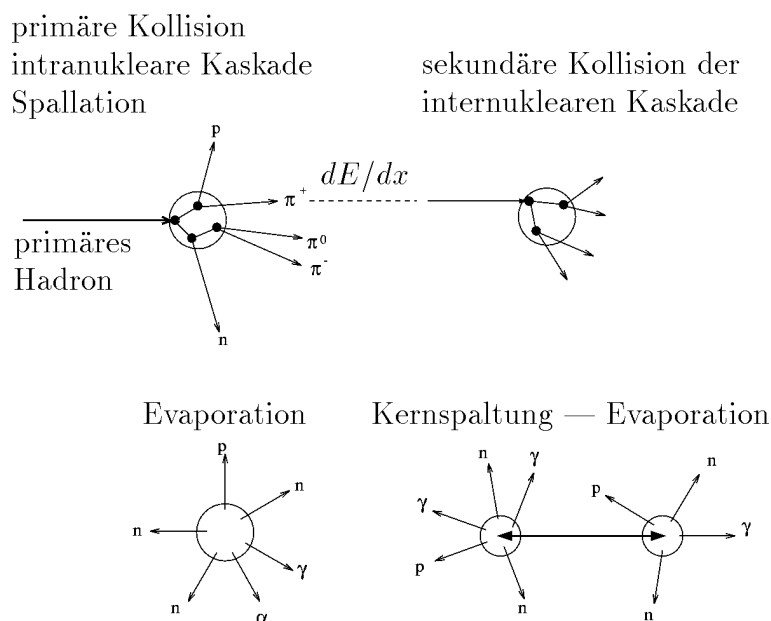 primäre Kollision
intranukleare Kaskade
Spallation
sekundäre Kollision der
internuklearen Kaskade
p
dE/dx
π+
primäres
Hadron
π0
π-
n
Evaporation
Kernspaltung — Evaporation
p
n
n
γ
n
α
n
γ
γ
p
n
n
p
γ
n